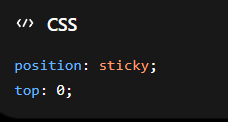 </> CSS
position: sticky;
top: 0;